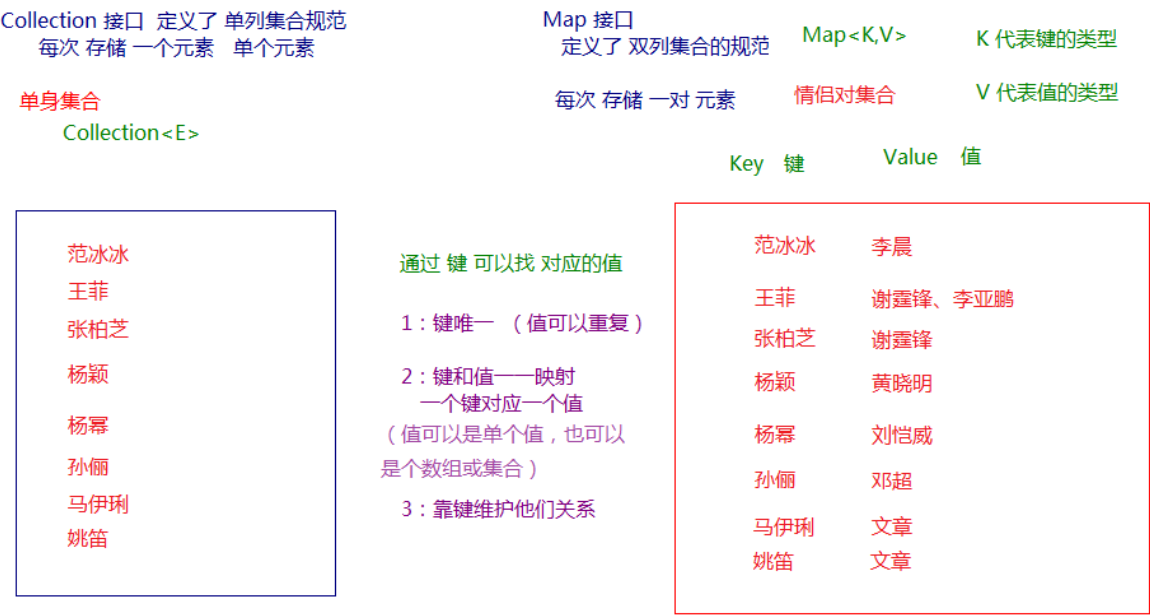 Collection 接口 定义了 单列集合规范
每次 存储 一个元素 单个元素
单身集合
Collection<E>
范冰冰
王菲
张柏芝
杨颖
杨幂
孙俪
马伊琍
姚笛
Map 接口
定义了 双列集合的规范
Map<K,V>
K 代表键的类型
每次 存储 一对 元素
情侣对集合
V 代表值的类型
Key 键
Value 值
通过 键 可以找 对应的值
1：键唯一 （值可以重复）
2：键和值一一映射
一个键对应一个值
（值可以是单个值，也可以
是个数组或集合）
3：靠键维护他们关系
范冰冰 李晨
王菲 谢霆锋、李亚鹏
张柏芝 谢霆锋
杨颖 黄晓明
杨幂 刘恺威
孙俪 邓超
马伊琍 文章
姚笛 文章